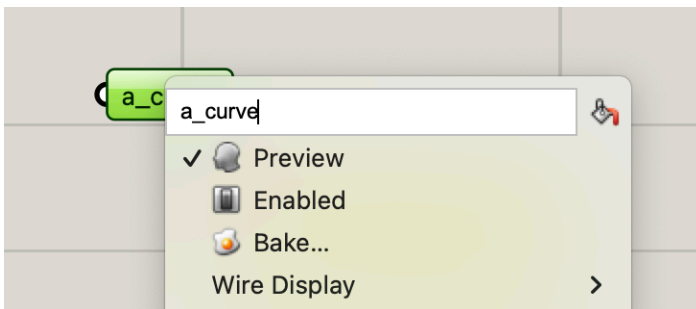 a_c
a_curve
Preview
Enabled
Bake...
Wire Display